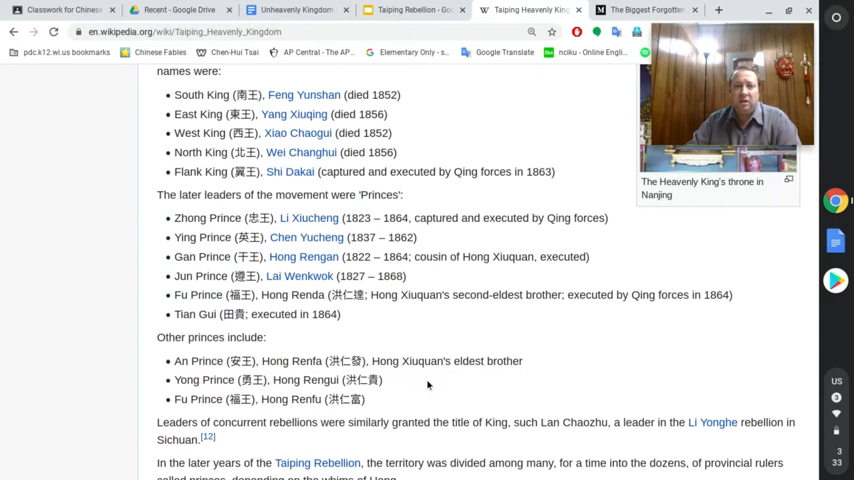 Classwork for Chinese
Recent - Google Drive
Unheavenly Kingdom
Taiping Rebellion - Go
Taiping Heavenly King
The Biggest Forgotten
en.wikipedia.org/wiki/Taiping_Heavenly_Kingdom
pdc.k12.wi.us bookmarks
Chinese Fables
Chen-Hui Tsai
AP Central - The AP...
Elementary Only - s...
Google Translate
nciku - Online Engli...
names were:
• South King (南王), Feng Yunshan (died 1852)
• East King (東王), Yang Xiuqing (died 1856)
• West King (西王), Xiao Chaogui (died 1852)
• North King (北王), Wei Changhui (died 1856)
• Flank King (翼王), Shi Dakai (captured and executed by Qing forces in 1863)
The Heavenly King's throne in
Nanjing
The later leaders of the movement were 'Princes':
• Zhong Prince (忠王), Li Xiucheng (1823 – 1864, captured and executed by Qing forces)
• Ying Prince (英王), Chen Yucheng (1837 – 1862)
• Gan Prince (干王), Hong Rengan (1822 – 1864; cousin of Hong Xiuquan, executed)
• Jun Prince (遵王), Lai Wenkwok (1827 – 1868)
• Fu Prince (福王), Hong Renda (洪仁達; Hong Xiuquan's second-eldest brother; executed by Qing forces in 1864)
• Tian Gui (田貴; executed in 1864)
Other princes include:
• An Prince (安王), Hong Renfa (洪仁發), Hong Xiuquan's eldest brother
• Yong Prince (勇王), Hong Rengui (洪仁貴)
• Fu Prince (福王), Hong Renfu (洪仁富)
Leaders of concurrent rebellions were similarly granted the title of King, such Lan Chaozhu, a leader in the Li Yonghe rebellion in
Sichuan.[12]
In the later years of the Taiping Rebellion, the territory was divided among many, for a time into the dozens, of provincial rulers
called princes, depending on the whims of Hong.
US
3
3
33